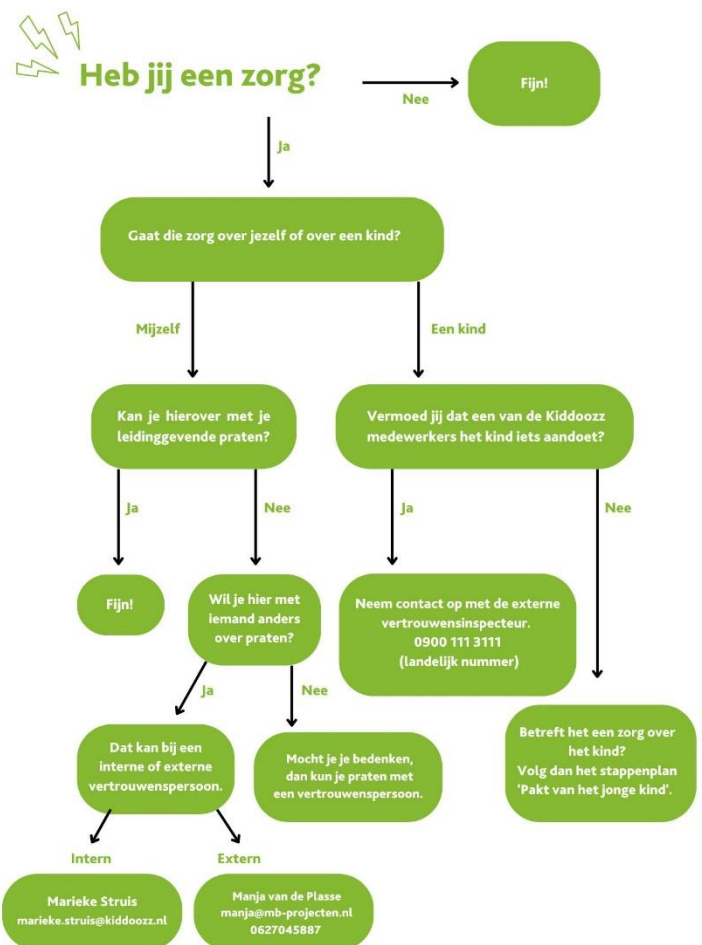 Heb jij een zorg?
Nee
Fijn!
Ja
Gaat die zorg over jezelf of over een kind?
Mijzelf
Een kind
Kan je hierover met je
leidinggevende praten?
Vermoed jij dat een van de Kiddoozz
medewerkers het kind iets aandoet?
Ja
Nee
Ja
Nee
Fijn!
Wil je hier met
iemand anders
over praten?
Neem contact op met de externe
vertrouwensinspecteur.
0900 111 3111
(landelijk nummer)
Ja
Nee
Dat kan bij een
interne of externe
vertrouwenspersoon.
Mocht je je bedenken,
dan kun je praten met
een vertrouwenspersoon.
Betreft het een zorg over
het kind?
Volg dan het stappenplan
'Pakt van het jonge kind'.
Intern
Extern
Marieke Struis
marieke.struis@kiddoozz.nl
Manja van de Plasse
manja@mb-projecten.nl
0627045887